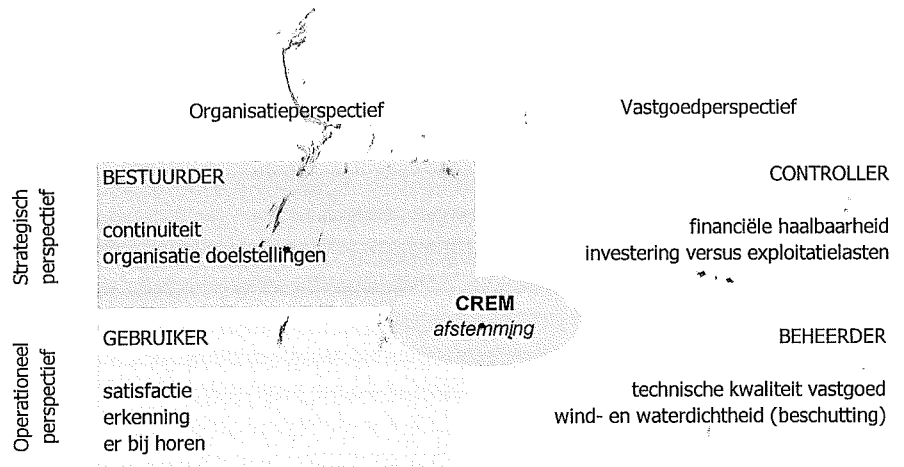 Organisatieperspectief
Vastgoedperspectief
Strategisch
perspectief
BESTUURDER
continuiteit
organisatie doelstellingen
CONTROLLER
financiële haalbaarheid
investering versus exploitatielasten
CREM
afstemming
Operationeel
perspectief
GEBRUIKER
satisfactie
erkenning
er bij horen
BEHEERDER
technische kwaliteit vastgoed
wind- en waterdichtheid (beschutting)